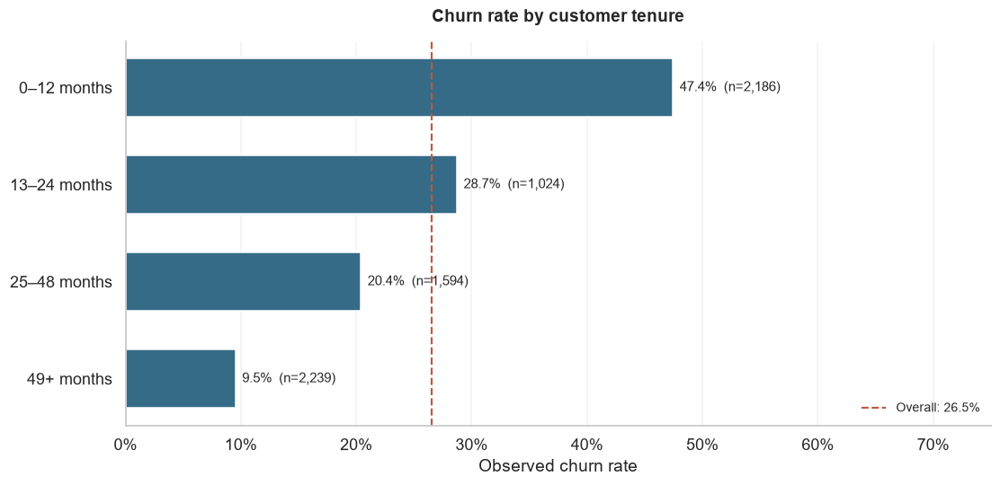 Churn rate by customer tenure
0–12 months
47.4%  (n=2,186)
13–24 months
28.7%  (n=1,024)
25–48 months
20.4%  (n=1,594)
49+ months
9.5%  (n=2,239)
Overall: 26.5%
0% 10% 20% 30% 40% 50% 60% 70%
Observed churn rate